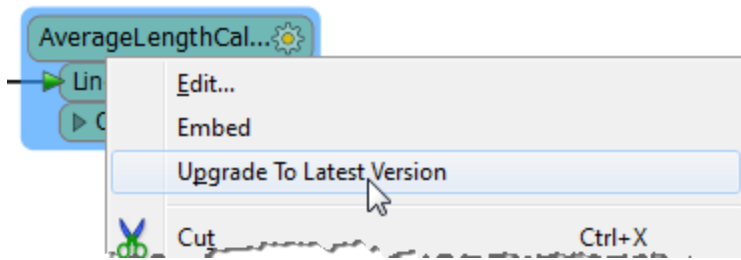 AverageLengthCal...
Lin
Edit...
Embed
Upgrade To Latest Version
Cut Ctrl+X